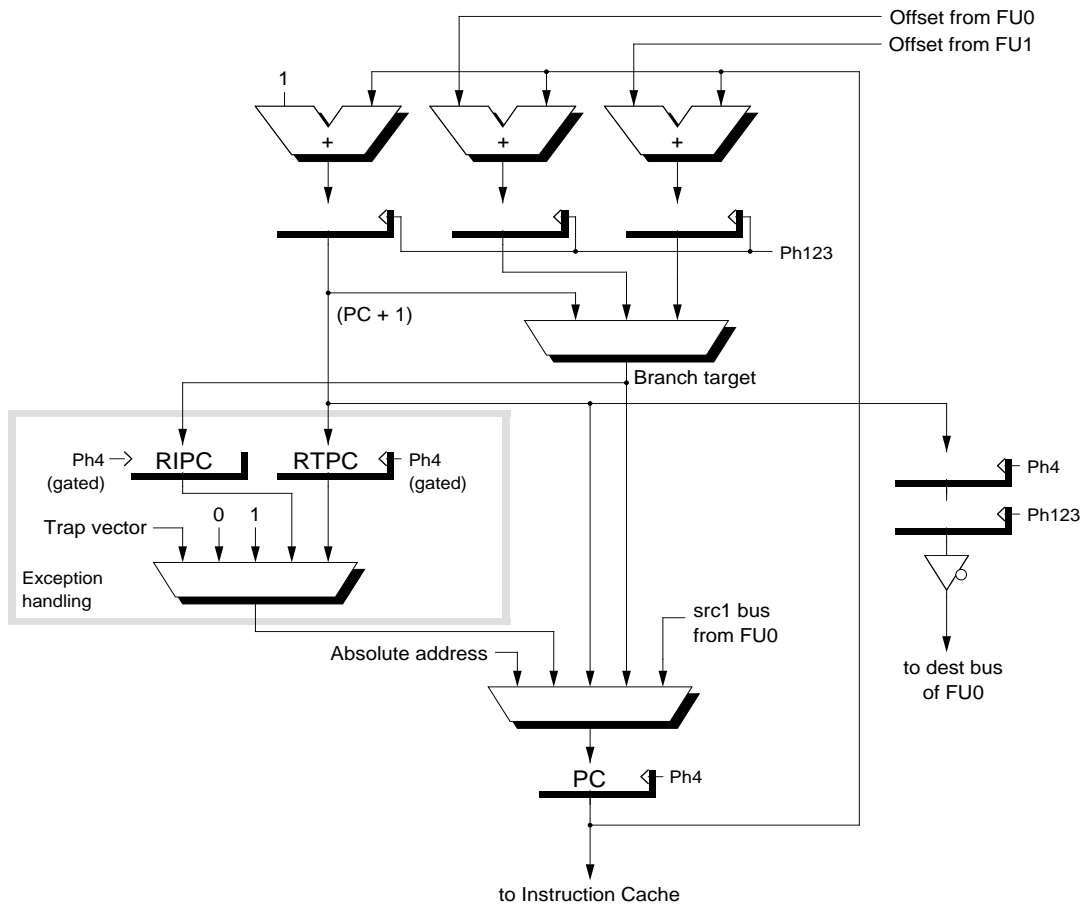 Offset from FU0
Offset from FU1
1
+
+
+
Ph123
(PC + 1)
Branch target
Ph4
(gated)
RIPC
RTPC
Ph4
(gated)
Ph4
Ph123
0
1
Trap vector
Exception
handling
src1 bus
from FU0
Absolute address
to dest bus
of FU0
PC
Ph4
to Instruction Cache